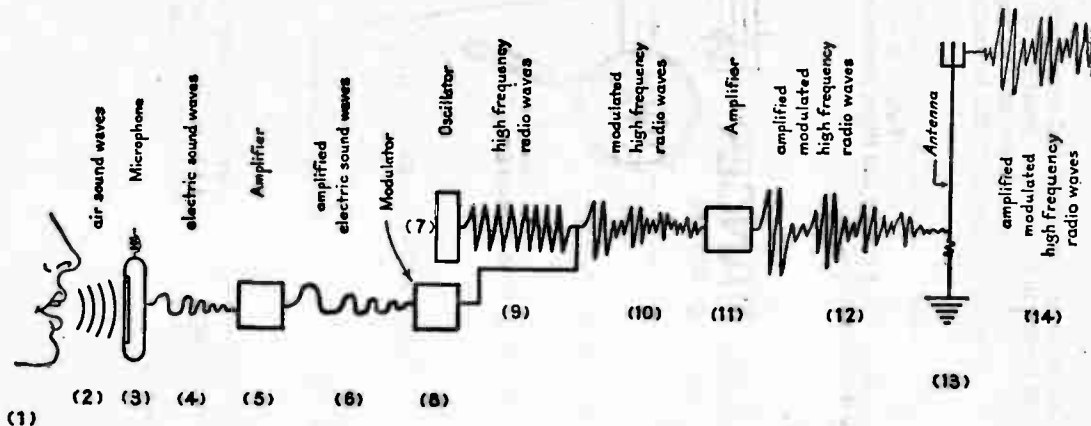 air sound waves
Microphone
electric sound waves
Amplifier
amplified
electric sound waves
Modulator
Oscillator
high frequency
radio waves
modulated
high frequency
radio waves
Amplifier
amplified
modulated
high frequency
radio waves
Antenna
amplified
modulated
high frequency
radio waves
(1)
(2)
(3)
(4)
(5)
(6)
(7)
(8)
(9)
(10)
(11)
(12)
(13)
(14)